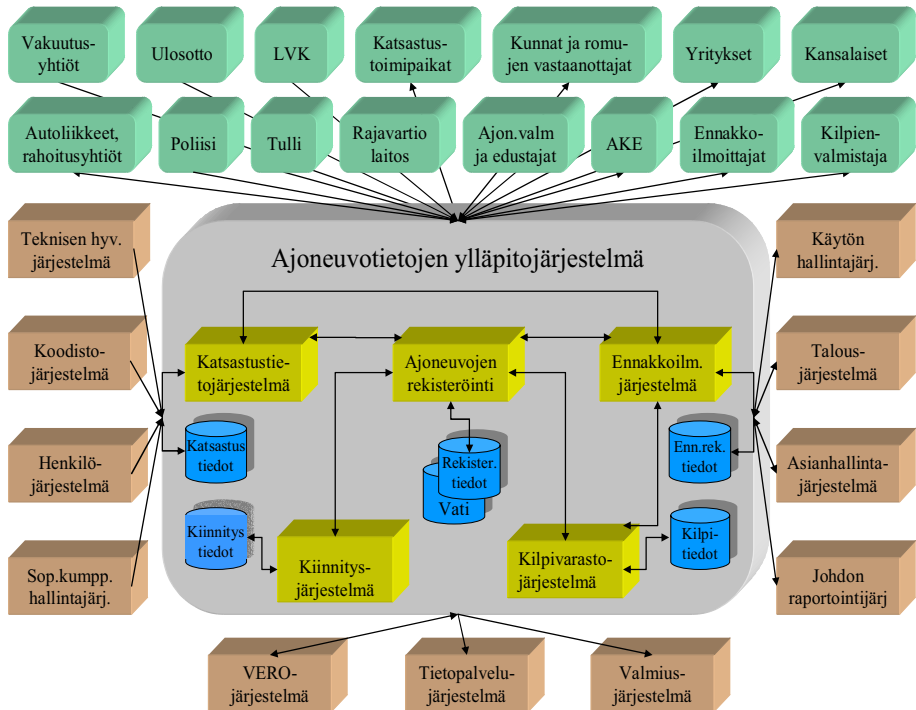 Vakuutus-
yhtiöt
Ulosotto
LVK
Katsastus-
toimipaikat
Kunnat ja romu-
jen vastaanottajat
Yritykset
Kansalaiset
Autoliikkeet,
rahoitusyhtiöt
Poliisi
Tulli
Rajavartio
laitos
Ajon.valm
ja edustajat
AKE
Ennakko-
ilmoittajat
Kilpien-
valmistaja
Ajoneuvotietojen ylläpitojärjestelmä
Teknisen hyv.
järjestelmä
Koodisto-
järjestelmä
Henkilö-
järjestelmä
Sop.kumpp.
hallintajärj.
Katsastustie-
tojärjestelmä
Ajoneuvojen
rekisteröinti
Ennakkoilm.
järjestelmä
Katsastus
tiedot
Rekister.
tiedot
Vati
Enn.rek.
tiedot
Kiinnitys
tiedot
Kiinnitys-
järjestelmä
Kilpivarasto-
järjestelmä
Kilpi-
tiedot
Käytön
hallintajärj.
Talous-
järjestelmä
Asianhallinta-
järjestelmä
Johdon
raportointijärj
VERO-
järjestelmä
Tietopalvelu-
järjestelmä
Valmius-
järjestelmä